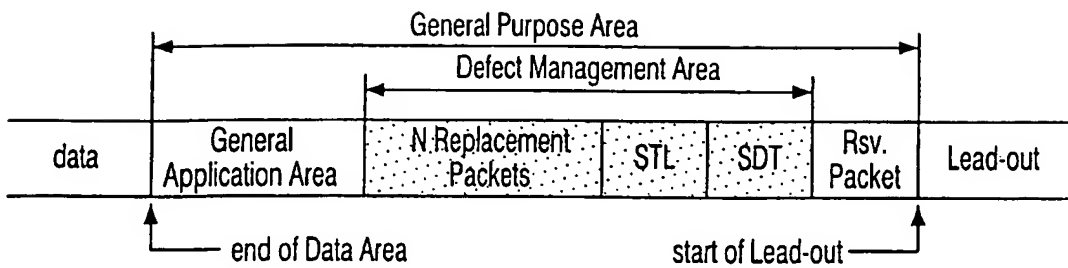 General Purpose Area
Defect Management Area
data
General
Application Area
N Replacement
Packets
STL
SDT
Rsv.
Packet
Lead-out
end of Data Area
start of Lead-out